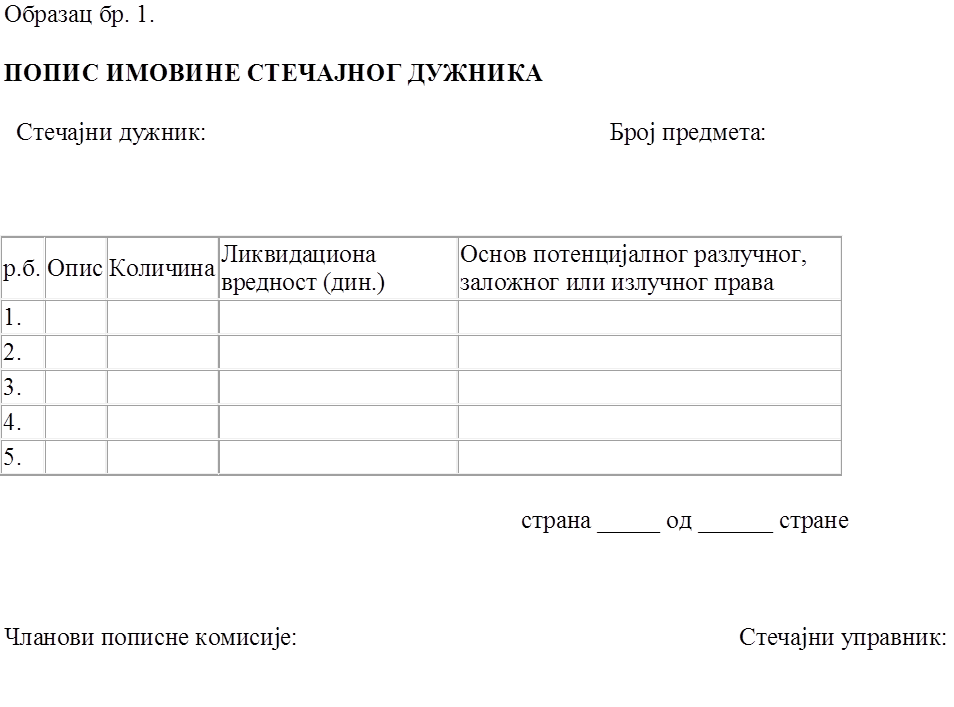 Образац бр. 1.
ПОПИС ИМОВИНЕ СТЕЧАЈНОГ ДУЖНИКА
Стечајни дужник: Број предмета:
р.б. Опис Количина Ликвидациона вредност (дин.) Основ потенцијалног разлучног, заложног или излучног права
1.
2.
3.
4.
5.
страна _____ од ______ стране
Чланови пописне комисије: Стечајни управник: